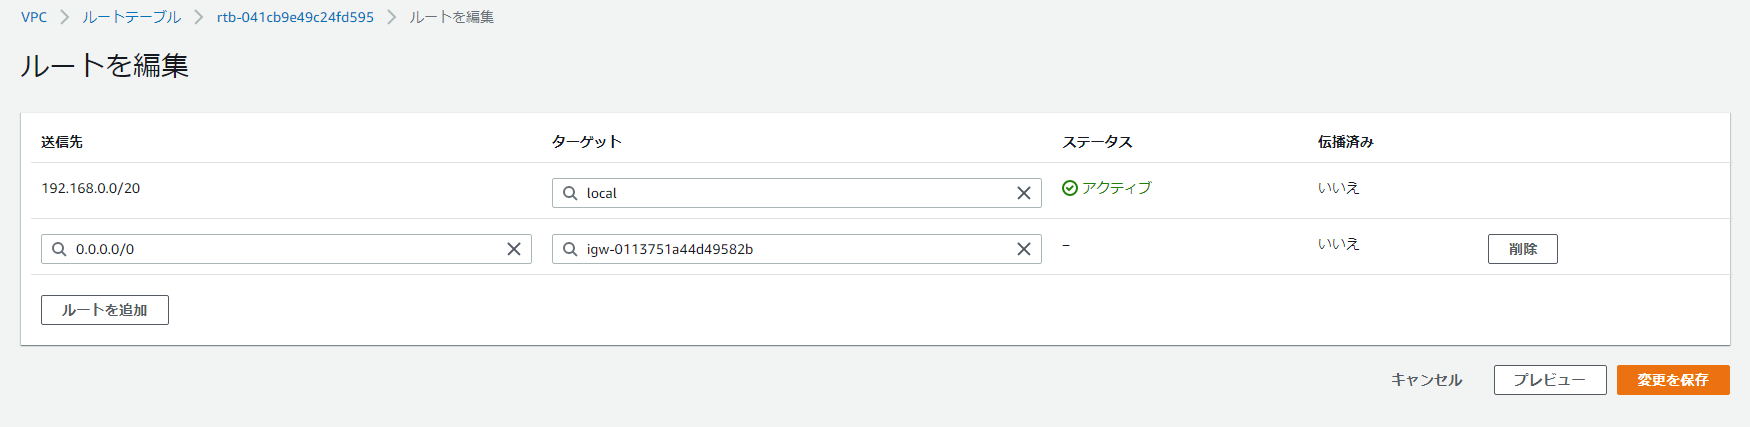 VPC > ルートテーブル > rtb-041cb9e49c24fd595 > ルートを編集
ルートを編集
送信先 ターゲット ステータス 伝播済み
192.168.0.0/20 local アクティブ いいえ
0.0.0.0/0 igw-0113751a44d49582b – いいえ 削除
ルートを追加
キャンセル プレビュー 変更を保存